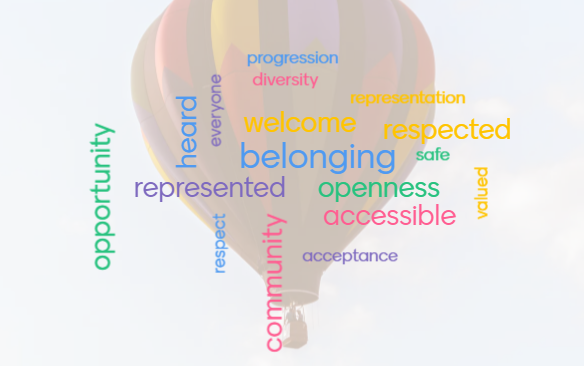 progression
diversity
everyone
representation
heard
welcome
respected
opportunity
belonging
safe
represented
openness
valued
accessible
respect
community
acceptance